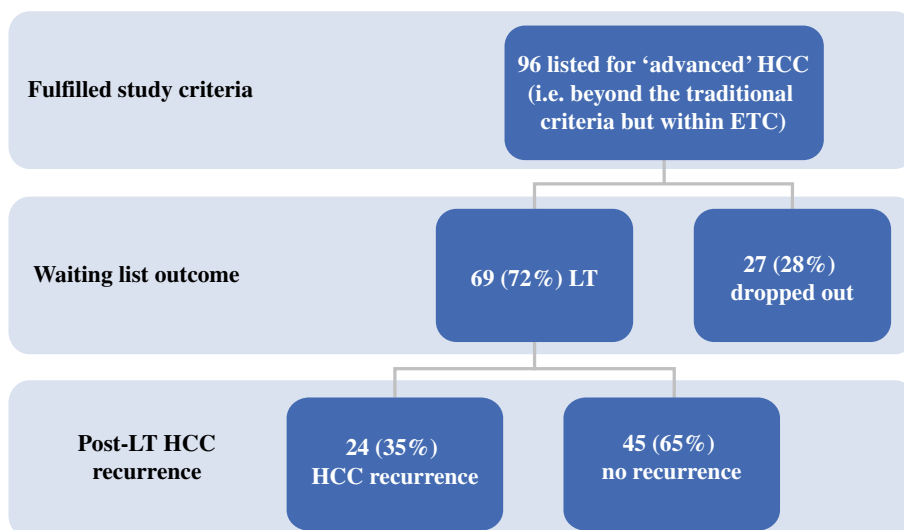 Fulfilled study criteria
96 listed for ‘advanced’ HCC
(i.e. beyond the traditional
criteria but within ETC)
Waiting list outcome
69 (72%) LT
27 (28%)
dropped out
Post-LT HCC
recurrence
24 (35%)
HCC recurrence
45 (65%)
no recurrence